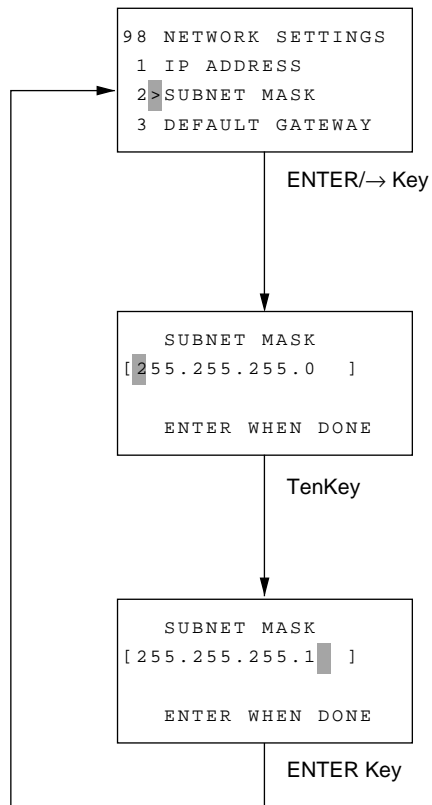 98 NETWORK SETTINGS
1 IP ADDRESS
2>SUBNET MASK
3 DEFAULT GATEWAY
ENTER/→ Key
SUBNET MASK
[255.255.255.0 ]
ENTER WHEN DONE
TenKey
SUBNET MASK
[255.255.255.1 ]
ENTER WHEN DONE
ENTER Key